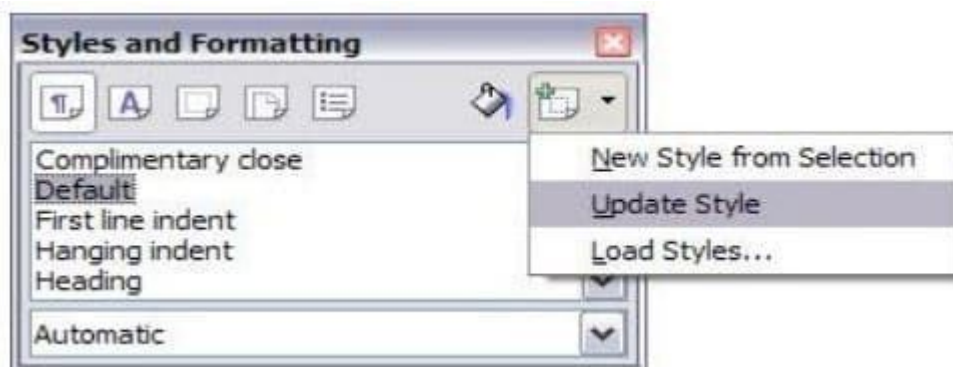 Styles and Formatting
Complimentary close
Default
First line indent
Hanging indent
Heading
Automatic
New Style from Selection
Update Style
Load Styles...